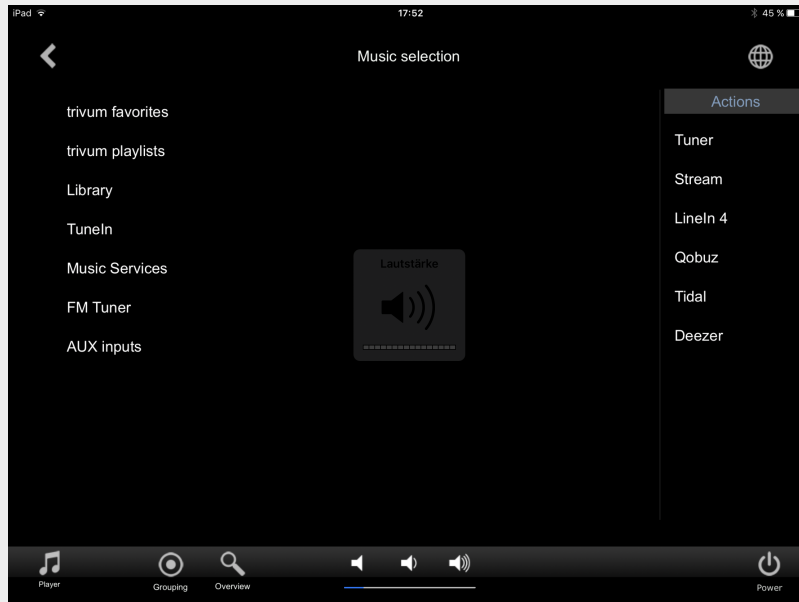 iPad 17:52 45 %
Music selection
trivum favorites
trivum playlists
Library
TuneIn
Music Services
FM Tuner
AUX inputs
Lautstärke
Actions
Tuner
Stream
LineIn 4
Qobuz
Tidal
Deezer
Player
Grouping
Overview
Power